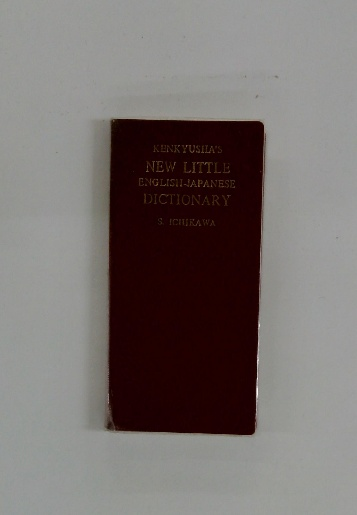 KENKYUSHA'S
NEW LITTLE
ENGLISH-JAPANESE
DICTIONARY
S. ICHIKAWA